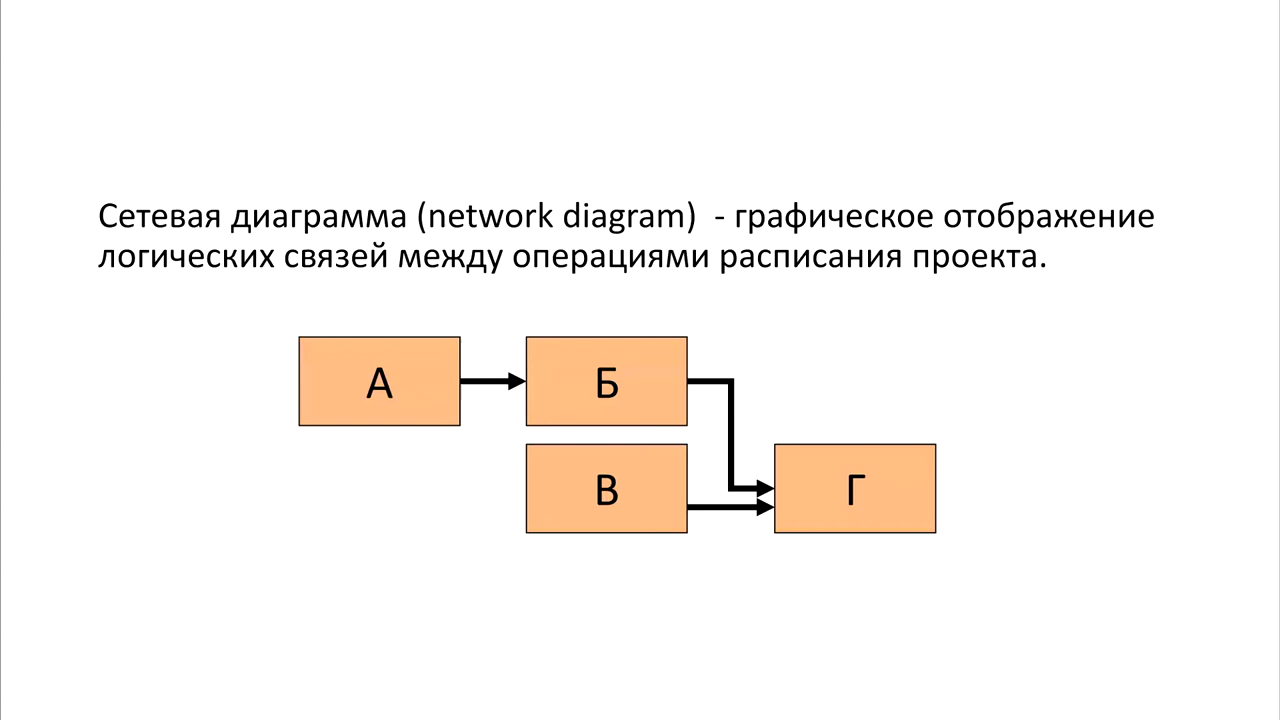 Сетевая диаграмма (network diagram)  - графическое отображение
логических связей между операциями расписания проекта.
А
Б
В
Г